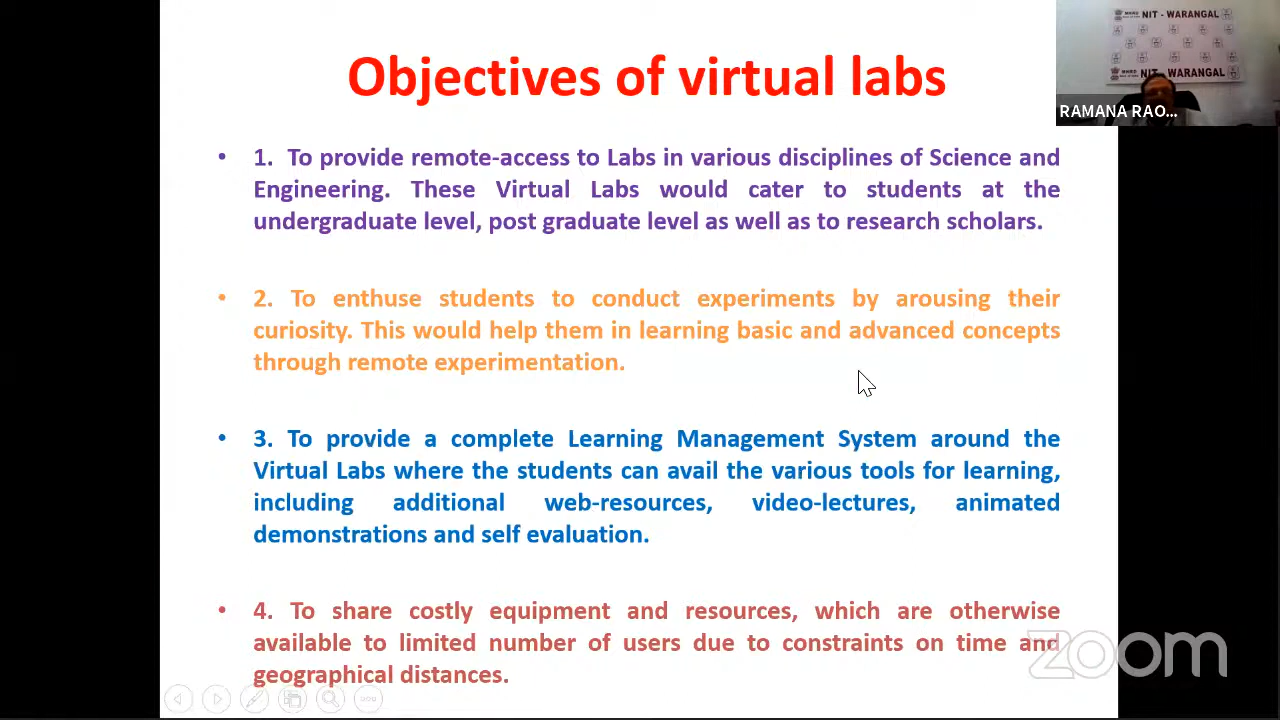 Objectives of virtual labs
NIT - WARANGAL
NIT - WARANGAL
RAMANA RAO...
• 1. To provide remote-access to Labs in various disciplines of Science and
Engineering. These Virtual Labs would cater to students at the
undergraduate level, post graduate level as well as to research scholars.
• 2. To enthuse students to conduct experiments by arousing their
curiosity. This would help them in learning basic and advanced concepts
through remote experimentation.
• 3. To provide a complete Learning Management System around the
Virtual Labs where the students can avail the various tools for learning,
including additional web-resources, video-lectures, animated
demonstrations and self evaluation.
• 4. To share costly equipment and resources, which are otherwise
available to limited number of users due to constraints on time and
geographical distances.
zoom